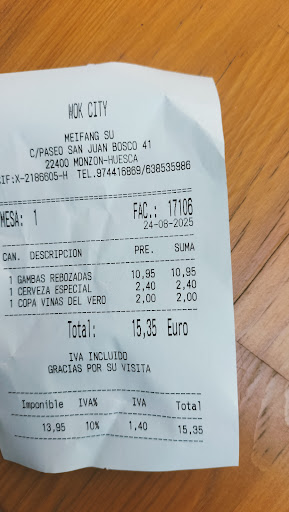 WOK CITY
MEIFANG SU
C/PASEO SAN JUAN BOSCO 41
22400 MONZON-HUESCA
SIF:X-2186605-H TEL.974416869/638535986
MESA: 1 FAC.: 17106
24-08-2025
CAN. DESCRIPCION PRE. SUMA
1 GAMBAS REBOZADAS 10,95 10,95
1 CERVEZA ESPECIAL 2,40 2,40
1 COPA VINAS DEL VERO 2,00 2,00
Total: 15,35 Euro
IVA INCLUIDO
GRACIAS POR SU VISITA
Imponible IVA% IVA Total
13,95 10% 1,40 15,35